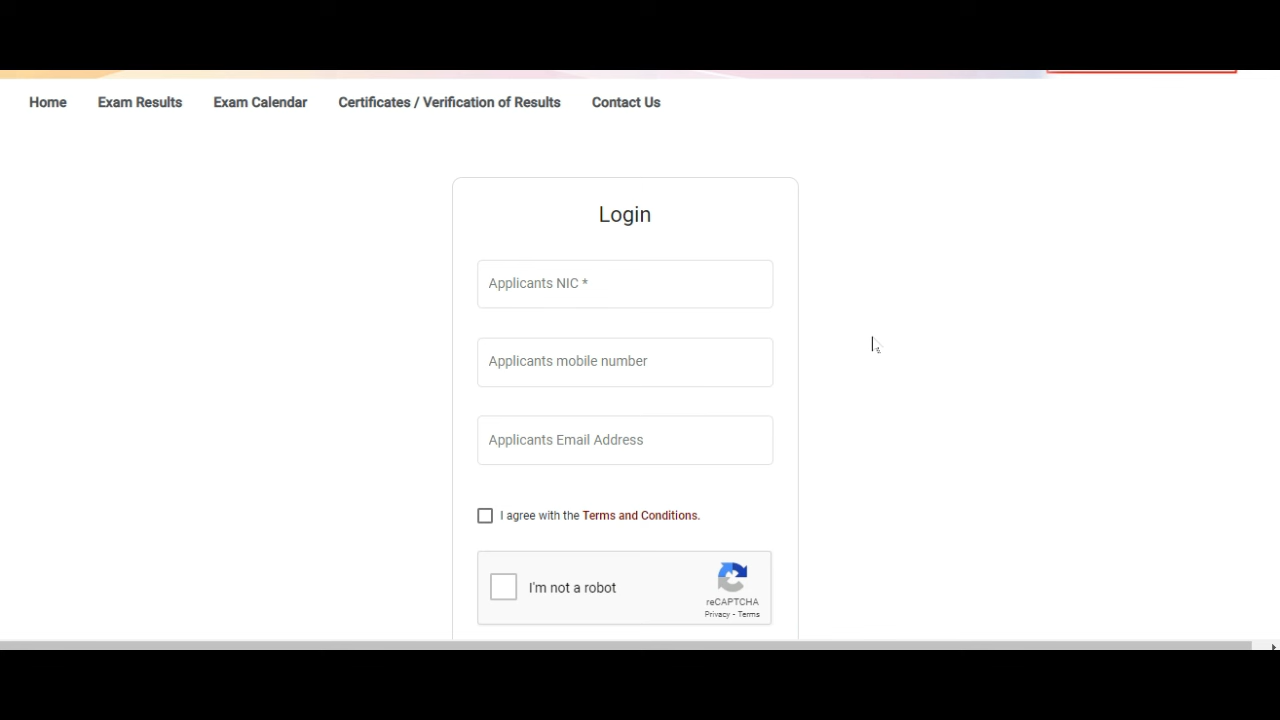 Home Exam Results Exam Calendar Certificates / Verification of Results Contact Us
Login
Applicants NIC *
Applicants mobile number
Applicants Email Address
I agree with the Terms and Conditions.
I'm not a robot
reCAPTCHA
Privacy - Terms